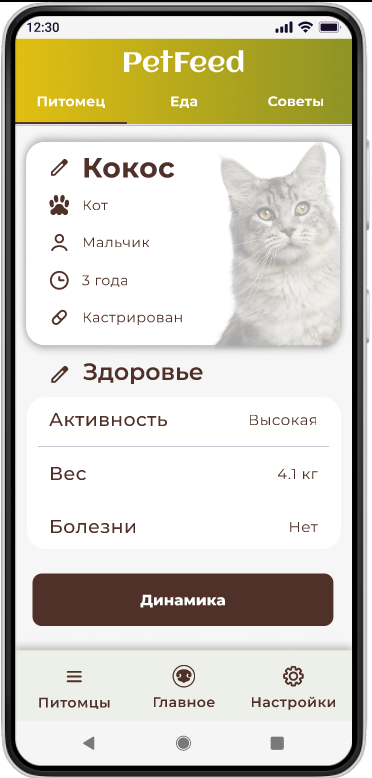 12:30
PetFeed
Питомец Еда Советы
Кокос
Кот
Мальчик
3 года
Кастрирован
Здоровье
Активность Высокая
Вес 4.1 кг
Болезни Нет
Динамика
Питомцы Главное Настройки